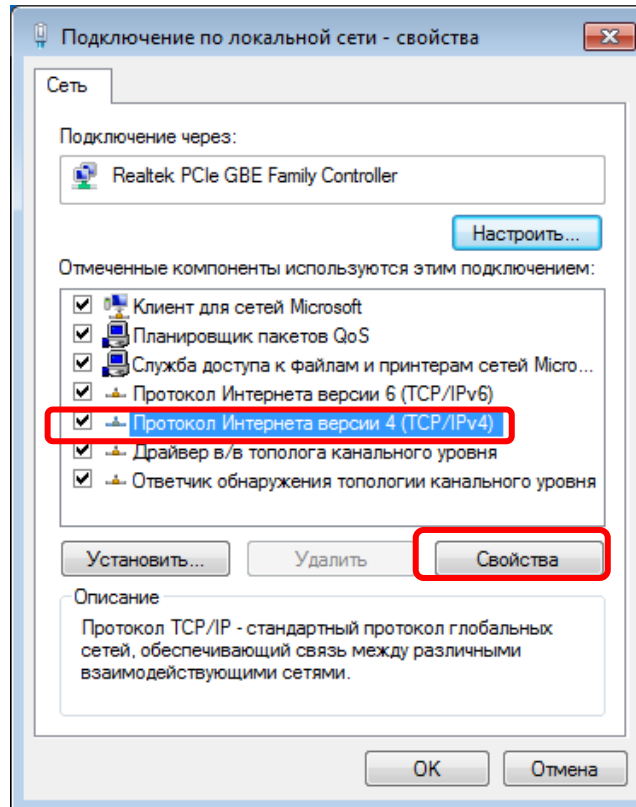 Подключение по локальной сети - свойства
Сеть
Подключение через:
Realtek PCIe GBE Family Controller
Настроить...
Отмеченные компоненты используются этим подключением:
Клиент для сетей Microsoft
Планировщик пакетов QoS
Служба доступа к файлам и принтерам сетей Micro...
Протокол Интернета версии 6 (TCP/IPv6)
Протокол Интернета версии 4 (TCP/IPv4)
Драйвер в/в тополога канального уровня
Ответчик обнаружения топологии канального уровня
Установить...
Удалить
Свойства
Описание
Протокол TCP/IP - стандартный протокол глобальных
сетей, обеспечивающий связь между различными
взаимодействующими сетями.
OK
Отмена